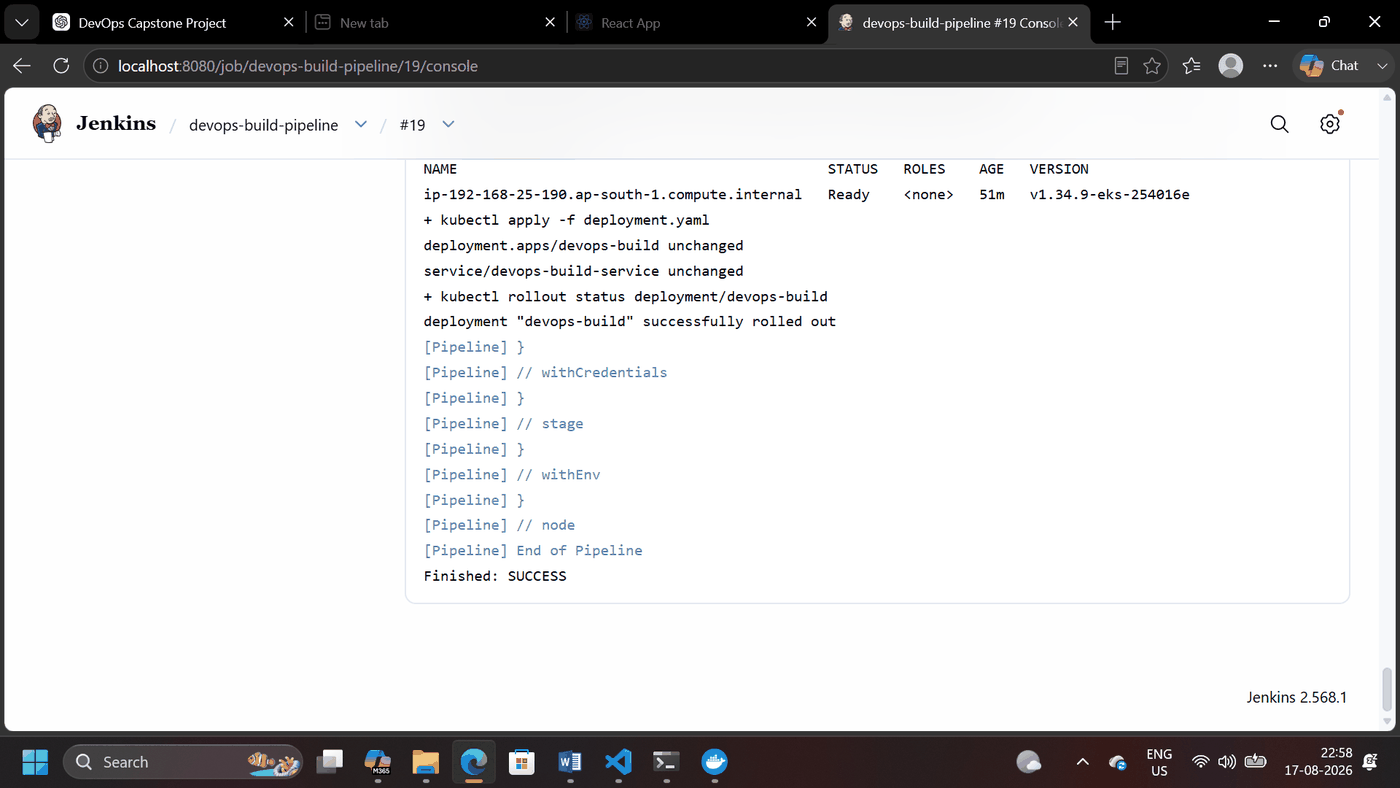 DevOps Capstone Project
New tab
React App
devops-build-pipeline #19 Consol
localhost:8080/job/devops-build-pipeline/19/console
Chat
Jenkins / devops-build-pipeline / #19
NAME STATUS ROLES AGE VERSION
ip-192-168-25-190.ap-south-1.compute.internal Ready <none> 51m v1.34.9-eks-254016e
+ kubectl apply -f deployment.yaml
deployment.apps/devops-build unchanged
service/devops-build-service unchanged
+ kubectl rollout status deployment/devops-build
deployment "devops-build" successfully rolled out
[Pipeline] }
[Pipeline] // withCredentials
[Pipeline] }
[Pipeline] // stage
[Pipeline] }
[Pipeline] // withEnv
[Pipeline] }
[Pipeline] // node
[Pipeline] End of Pipeline
Finished: SUCCESS
Jenkins 2.568.1
Search
M365
ENG
US
22:58
17-08-2026